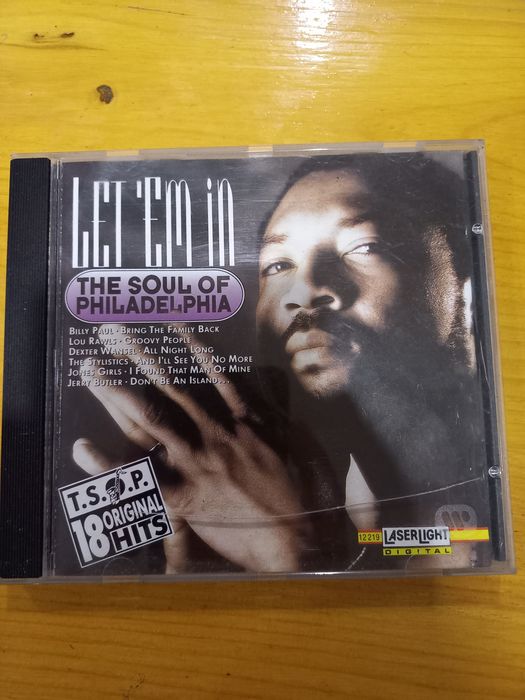 LET 'EM IN
THE SOUL OF
PHILADELPHIA
BILLY PAUL · BRING THE FAMILY BACK
LOU RAWLS · GROOVY PEOPLE
DEXTER WANSEL · ALL NIGHT LONG
THE STYLISTICS · AND I'LL SEE YOU NO MORE
JONES GIRLS · I FOUND THAT MAN OF MINE
JERRY BUTLER · DON'T BE AN ISLAND...
T.S.O.P.
18 ORIGINAL
HITS
12 219 LASERLIGHT
DIGITAL